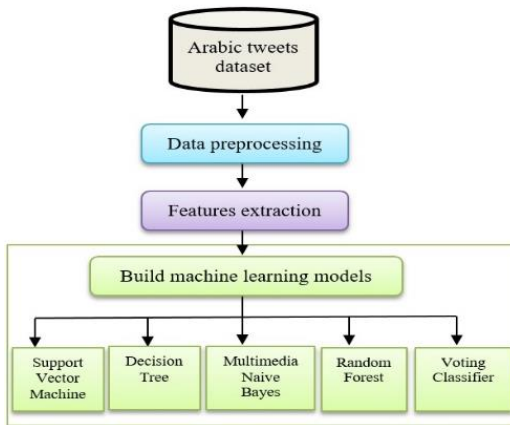 Arabic tweets
dataset
Data preprocessing
Features extraction
Build machine learning models
Support
Vector
Machine
Decision
Tree
Multimedia
Naive
Bayes
Random
Forest
Voting
Classifier